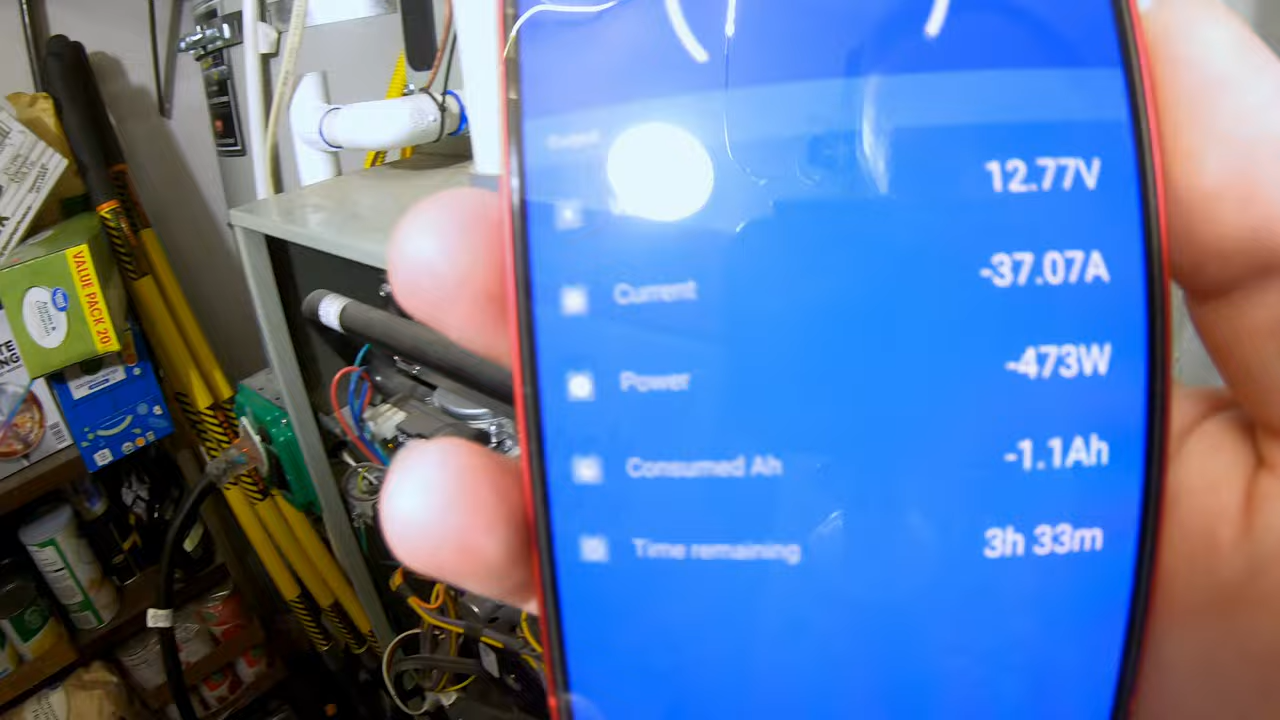 12.77V
Current
-37.07A
Power
-473W
Consumed Ah
-1.1Ah
Time remaining
3h 33m
VALUE PACK 20